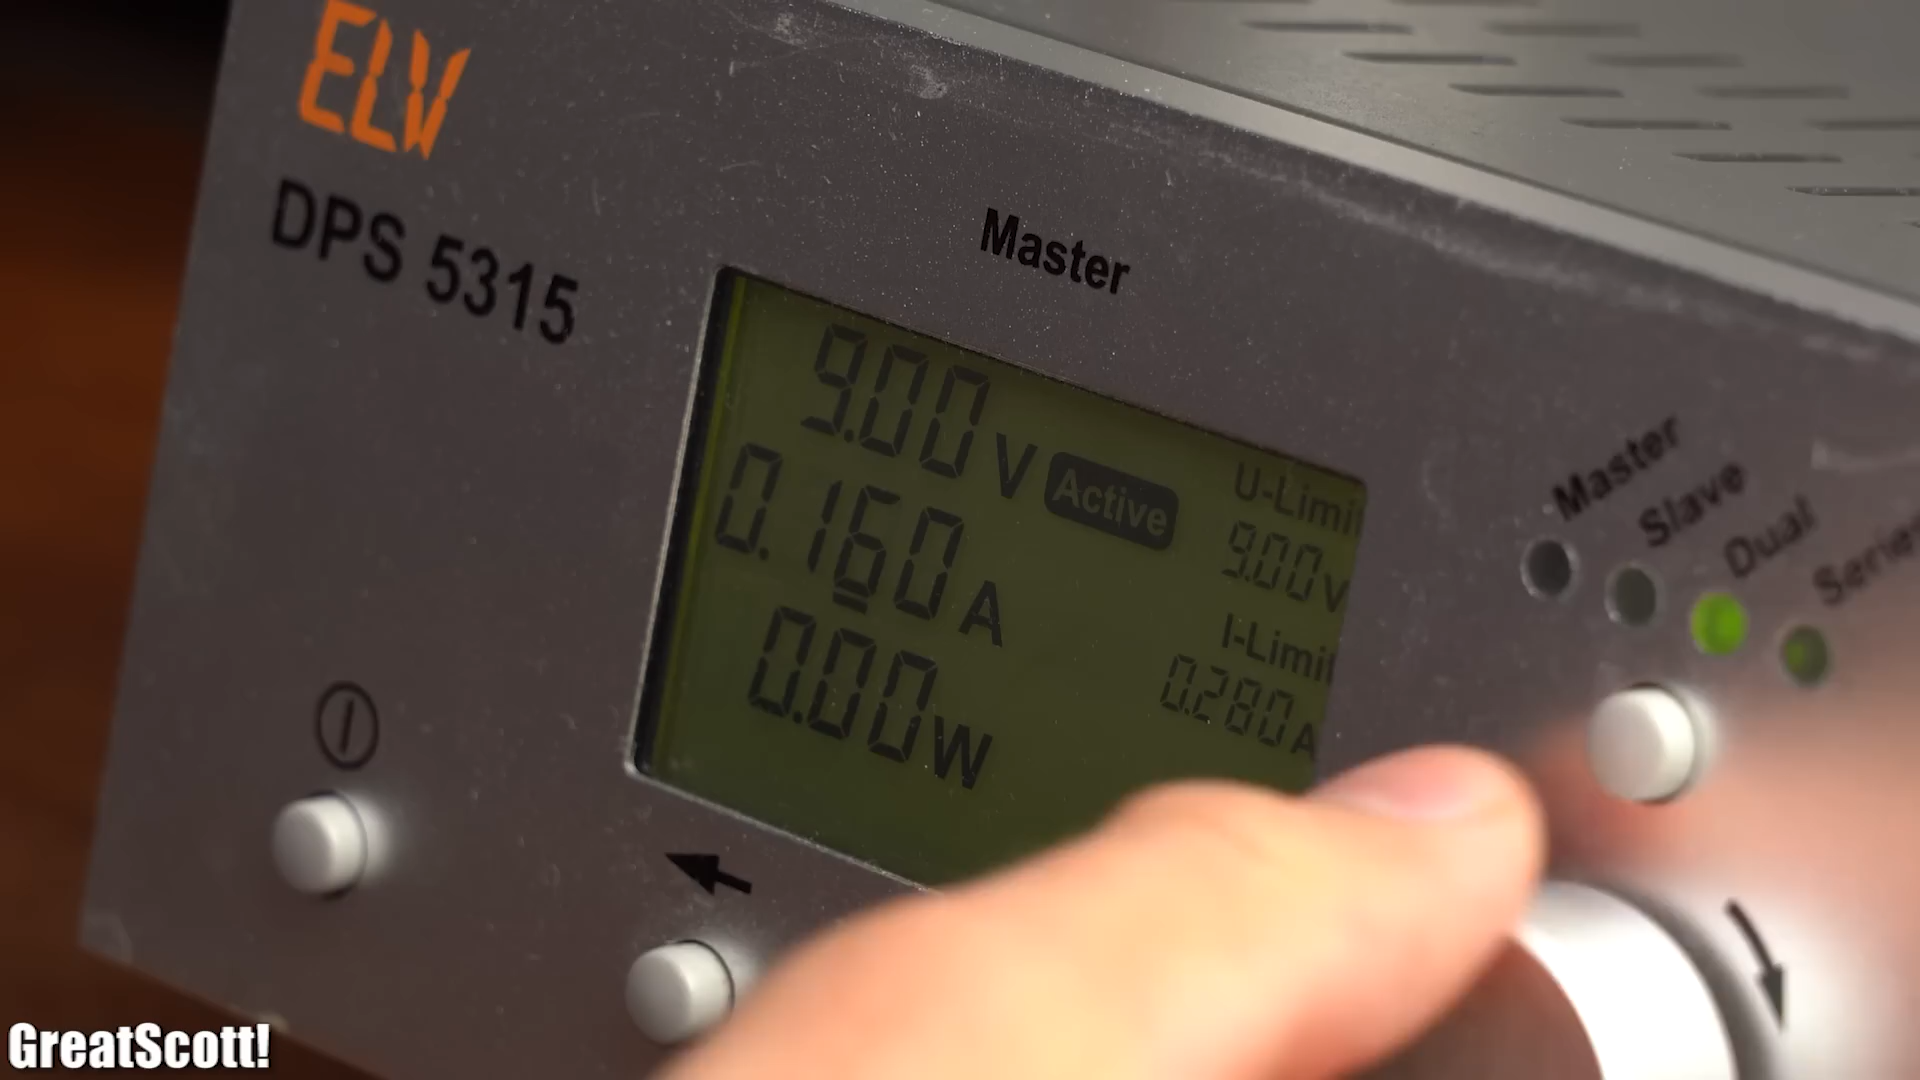 ELV
DPS 5315
Master
9.00 V
Active
0.160 A
0.00 W
U-Limit
9.00 V
I-Limit
0.280 A
Master
Slave
Dual
Series
GreatScott!